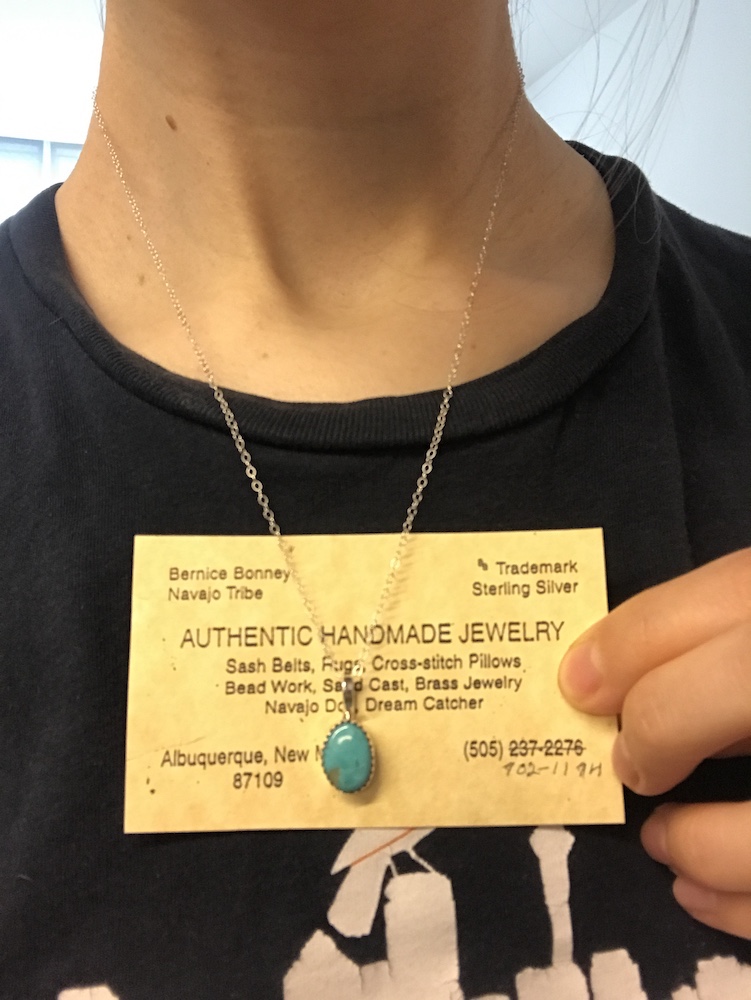 Bernice Bonney
Navajo Tribe
Trademark
Sterling Silver
AUTHENTIC HANDMADE JEWELRY
Sash Belts, Rugs, Cross-stitch Pillows
Bead Work, Sand Cast, Brass Jewelry
Navajo Dream Catcher
Albuquerque, New
87109
(505) 237-2276